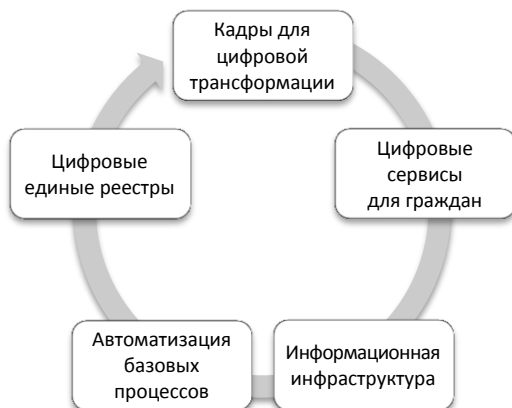 Кадры для
цифровой
трансформации
Цифровые
сервисы
для граждан
Информационная
инфраструктура
Автоматизация
базовых
процессов
Цифровые
единые реестры